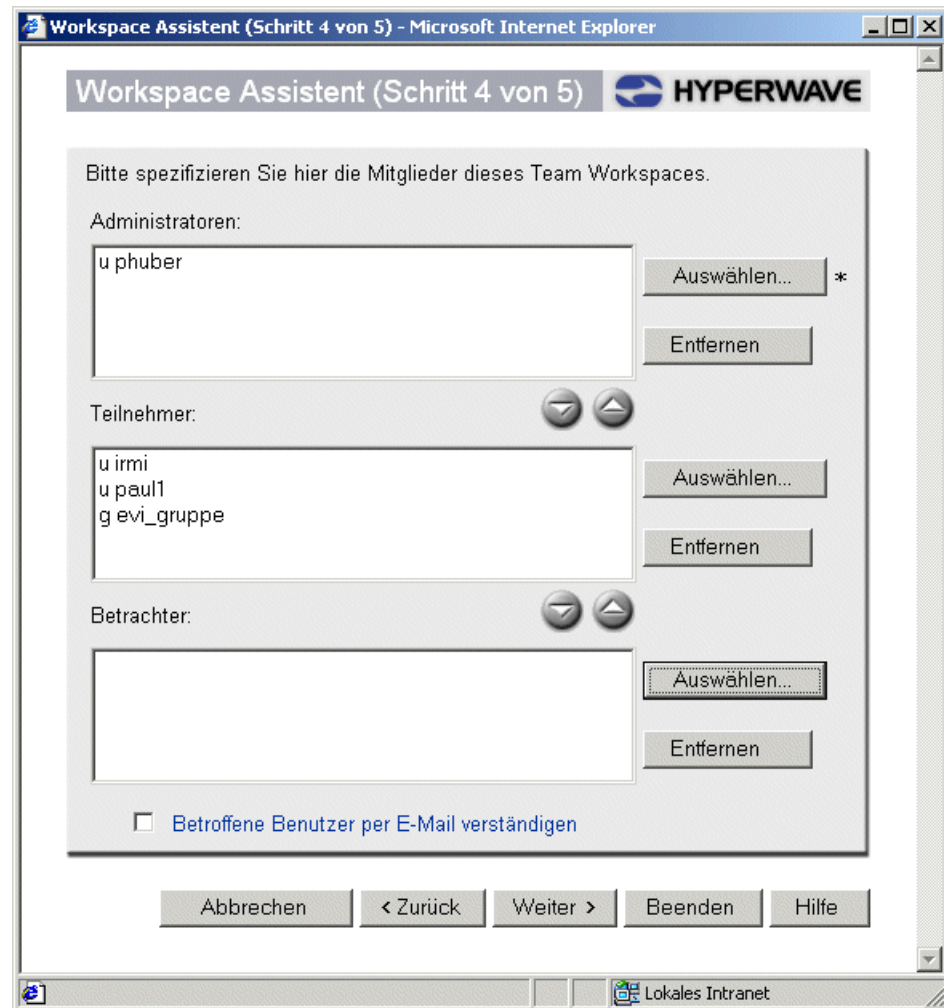 Workspace Assistent (Schritt 4 von 5) - Microsoft Internet Explorer
Workspace Assistent (Schritt 4 von 5) HYPERWAVE
Bitte spezifizieren Sie hier die Mitglieder dieses Team Workspaces.
Administratoren:
u phuber
Auswählen... *
Entfernen
Teilnehmer:
u irmi
u paul1
g evi_gruppe
Auswählen...
Entfernen
Betrachter:
Auswählen...
Entfernen
Betroffene Benutzer per E-Mail verständigen
Abbrechen < Zurück Weiter > Beenden Hilfe
Lokales Intranet